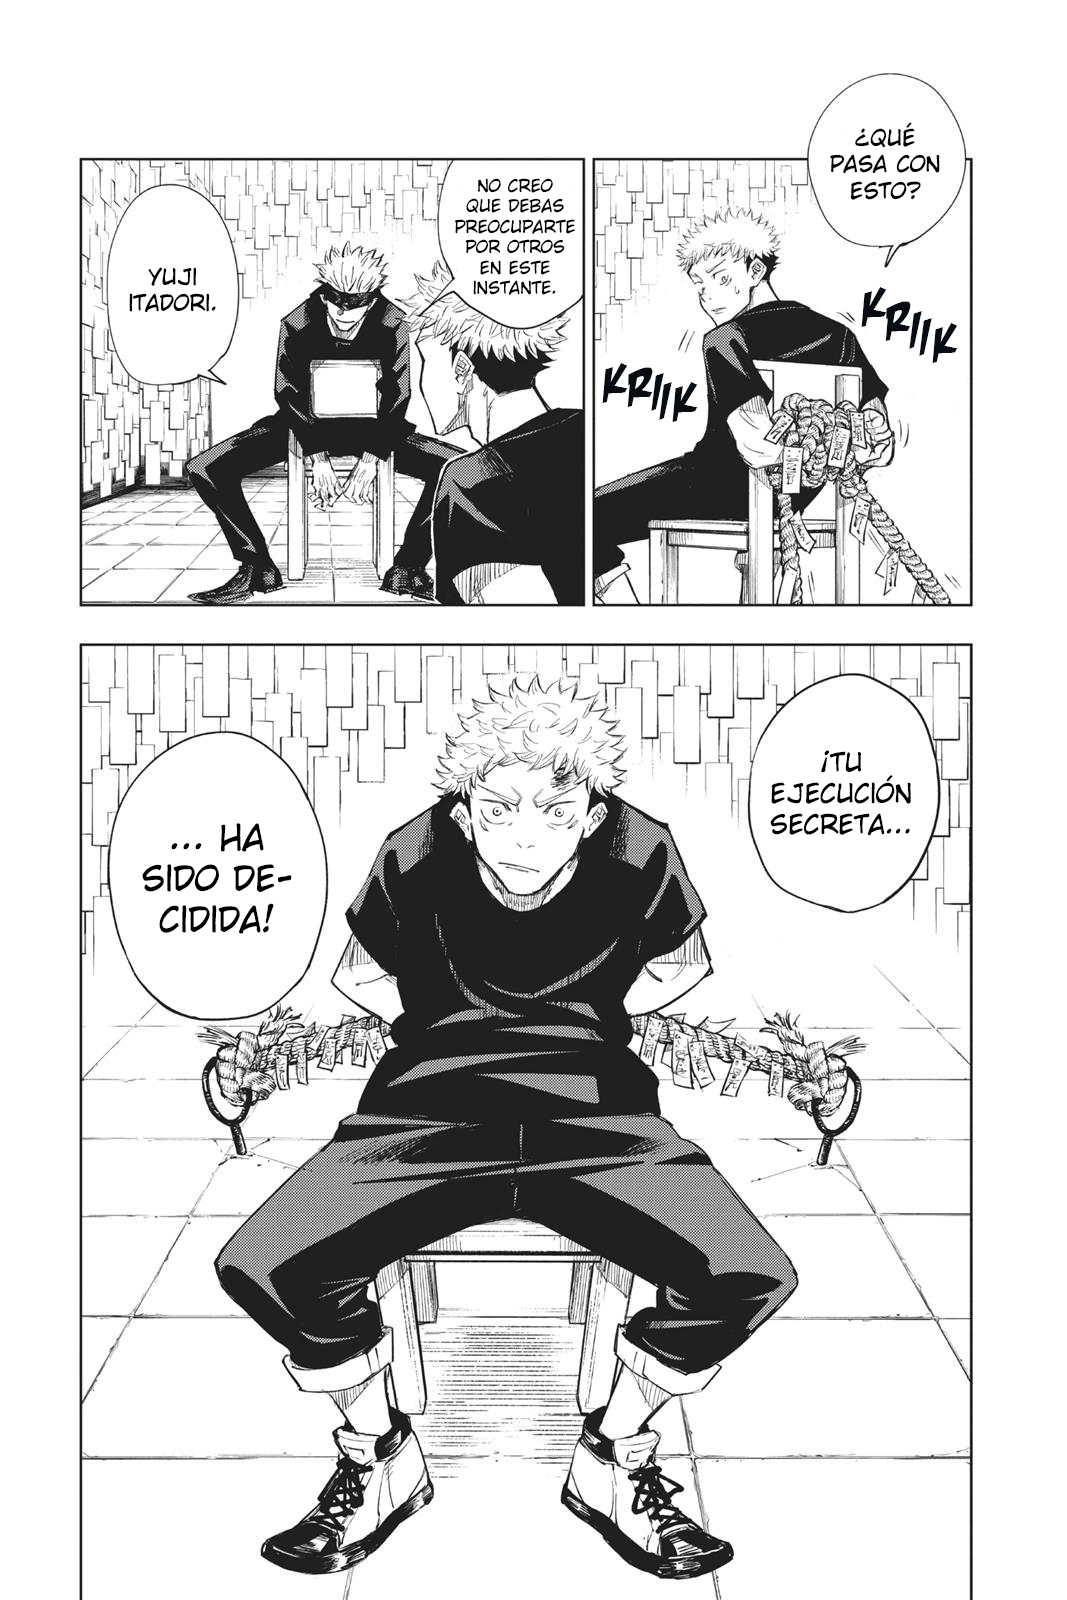 ¿QUÉ
PASA CON
ESTO?
KRIIK
KRIIK
NO CREO
QUE DEBAS
PREOCUPARTE
POR OTROS
EN ESTE
INSTANTE.
YUJI
ITADORI.
¡TU
EJECUCIÓN
SECRETA...
... HA
SIDO DE-
CIDIDA!